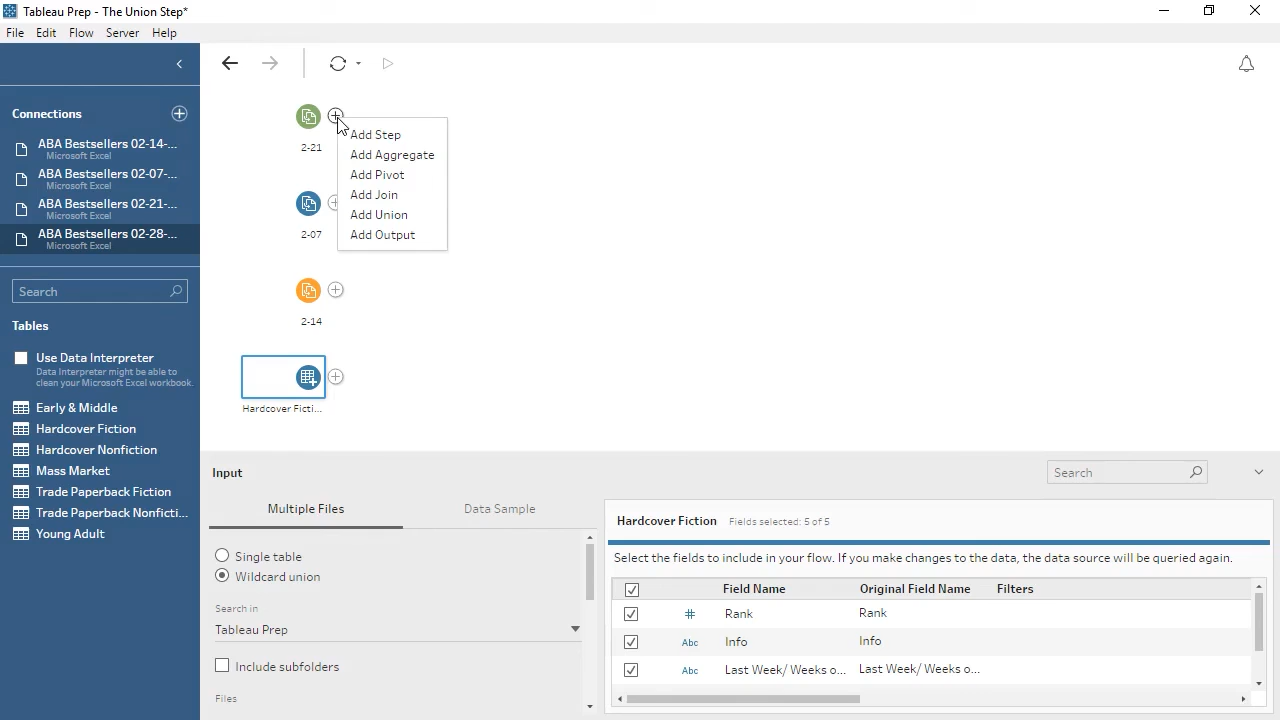 Tableau Prep - The Union Step*
File Edit Flow Server Help
Connections
ABA Bestsellers 02-14-...
Microsoft Excel
ABA Bestsellers 02-07-...
Microsoft Excel
ABA Bestsellers 02-21-...
Microsoft Excel
ABA Bestsellers 02-28-...
Microsoft Excel
Search
Tables
Use Data Interpreter
Data Interpreter might be able to
clean your Microsoft Excel workbook.
Early & Middle
Hardcover Fiction
Hardcover Nonfiction
Mass Market
Trade Paperback Fiction
Trade Paperback Nonficti...
Young Adult
2-21
2-07
2-14
Hardcover Ficti...
Add Step
Add Aggregate
Add Pivot
Add Join
Add Union
Add Output
Input
Search
Multiple Files Data Sample
Single table
Wildcard union
Search in
Tableau Prep
Include subfolders
Files
Hardcover Fiction Fields selected: 5 of 5
Select the fields to include in your flow. If you make changes to the data, the data source will be queried again.
Field Name Original Field Name Filters
# Rank Rank
Abc Info Info
Abc Last Week/ Weeks o... Last Week/ Weeks o...